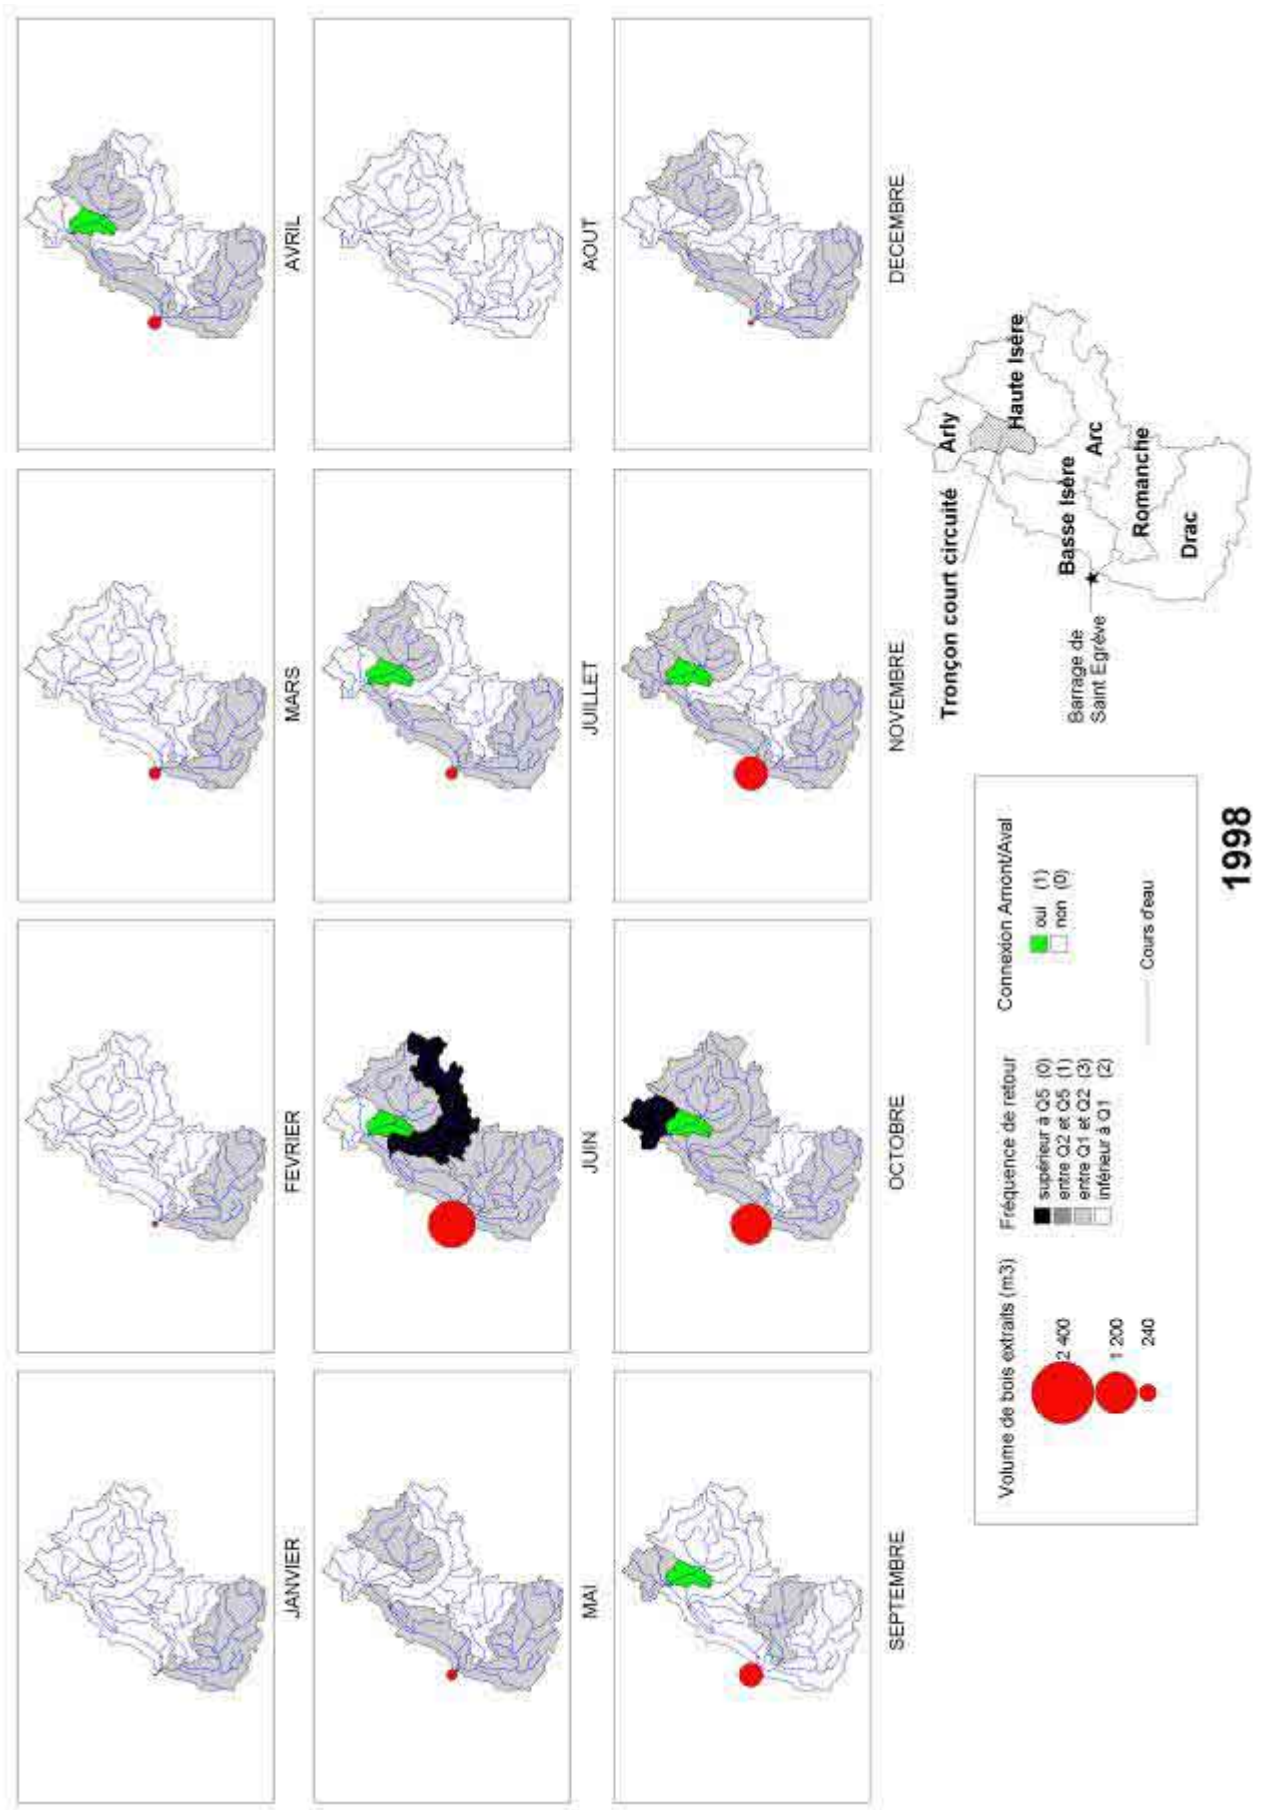 JANVIER
FEVRIER
MARS
AVRIL
MAI
JUIN
JUILLET
AOUT
SEPTEMBRE
OCTOBRE
NOVEMBRE
DECEMBRE
Volume de bois extraits (m3)
2 400
1 200
240
Fréquence de retour
supérieur à Q5 (0)
entre Q2 et Q5 (1)
entre Q1 et Q2 (3)
inférieur à Q1 (2)
Connexion Amont/Aval
oui (1)
non (0)
Cours d'eau
Tronçon court circuité
Arly
Haute Isère
Basse Isère
Arc
Romanche
Drac
Barrage de
Saint Egrève
1998